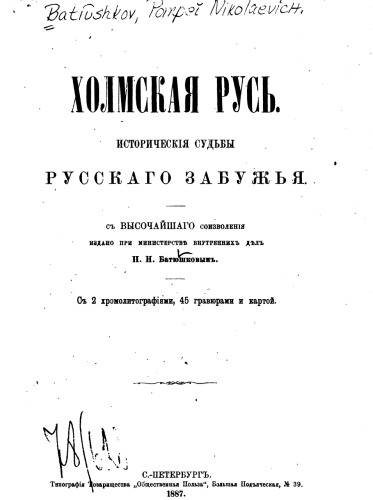 Batiushkov, Pompeĭ Nikolaevich.
ХОЛМСКАЯ РУСЬ.
ИСТОРИЧЕСКІЯ СУДЬБЫ
РУССКАГО ЗАБУЖЬЯ.
СЪ ВЫСОЧАЙШАГО СОИЗВОЛЕНІЯ
ИЗДАНО ПРИ МИНИСТЕРСТВѢ ВНУТРЕННИХЪ ДѢЛЪ
П. Н. Батюшковымъ.
Съ 2 хромолитографіями, 45 гравюрами и картой.
С.-ПЕТЕРБУРГЪ.
Типографія Товарищества „Общественная Польза“, Большая Подъяческая, № 39.
1887.